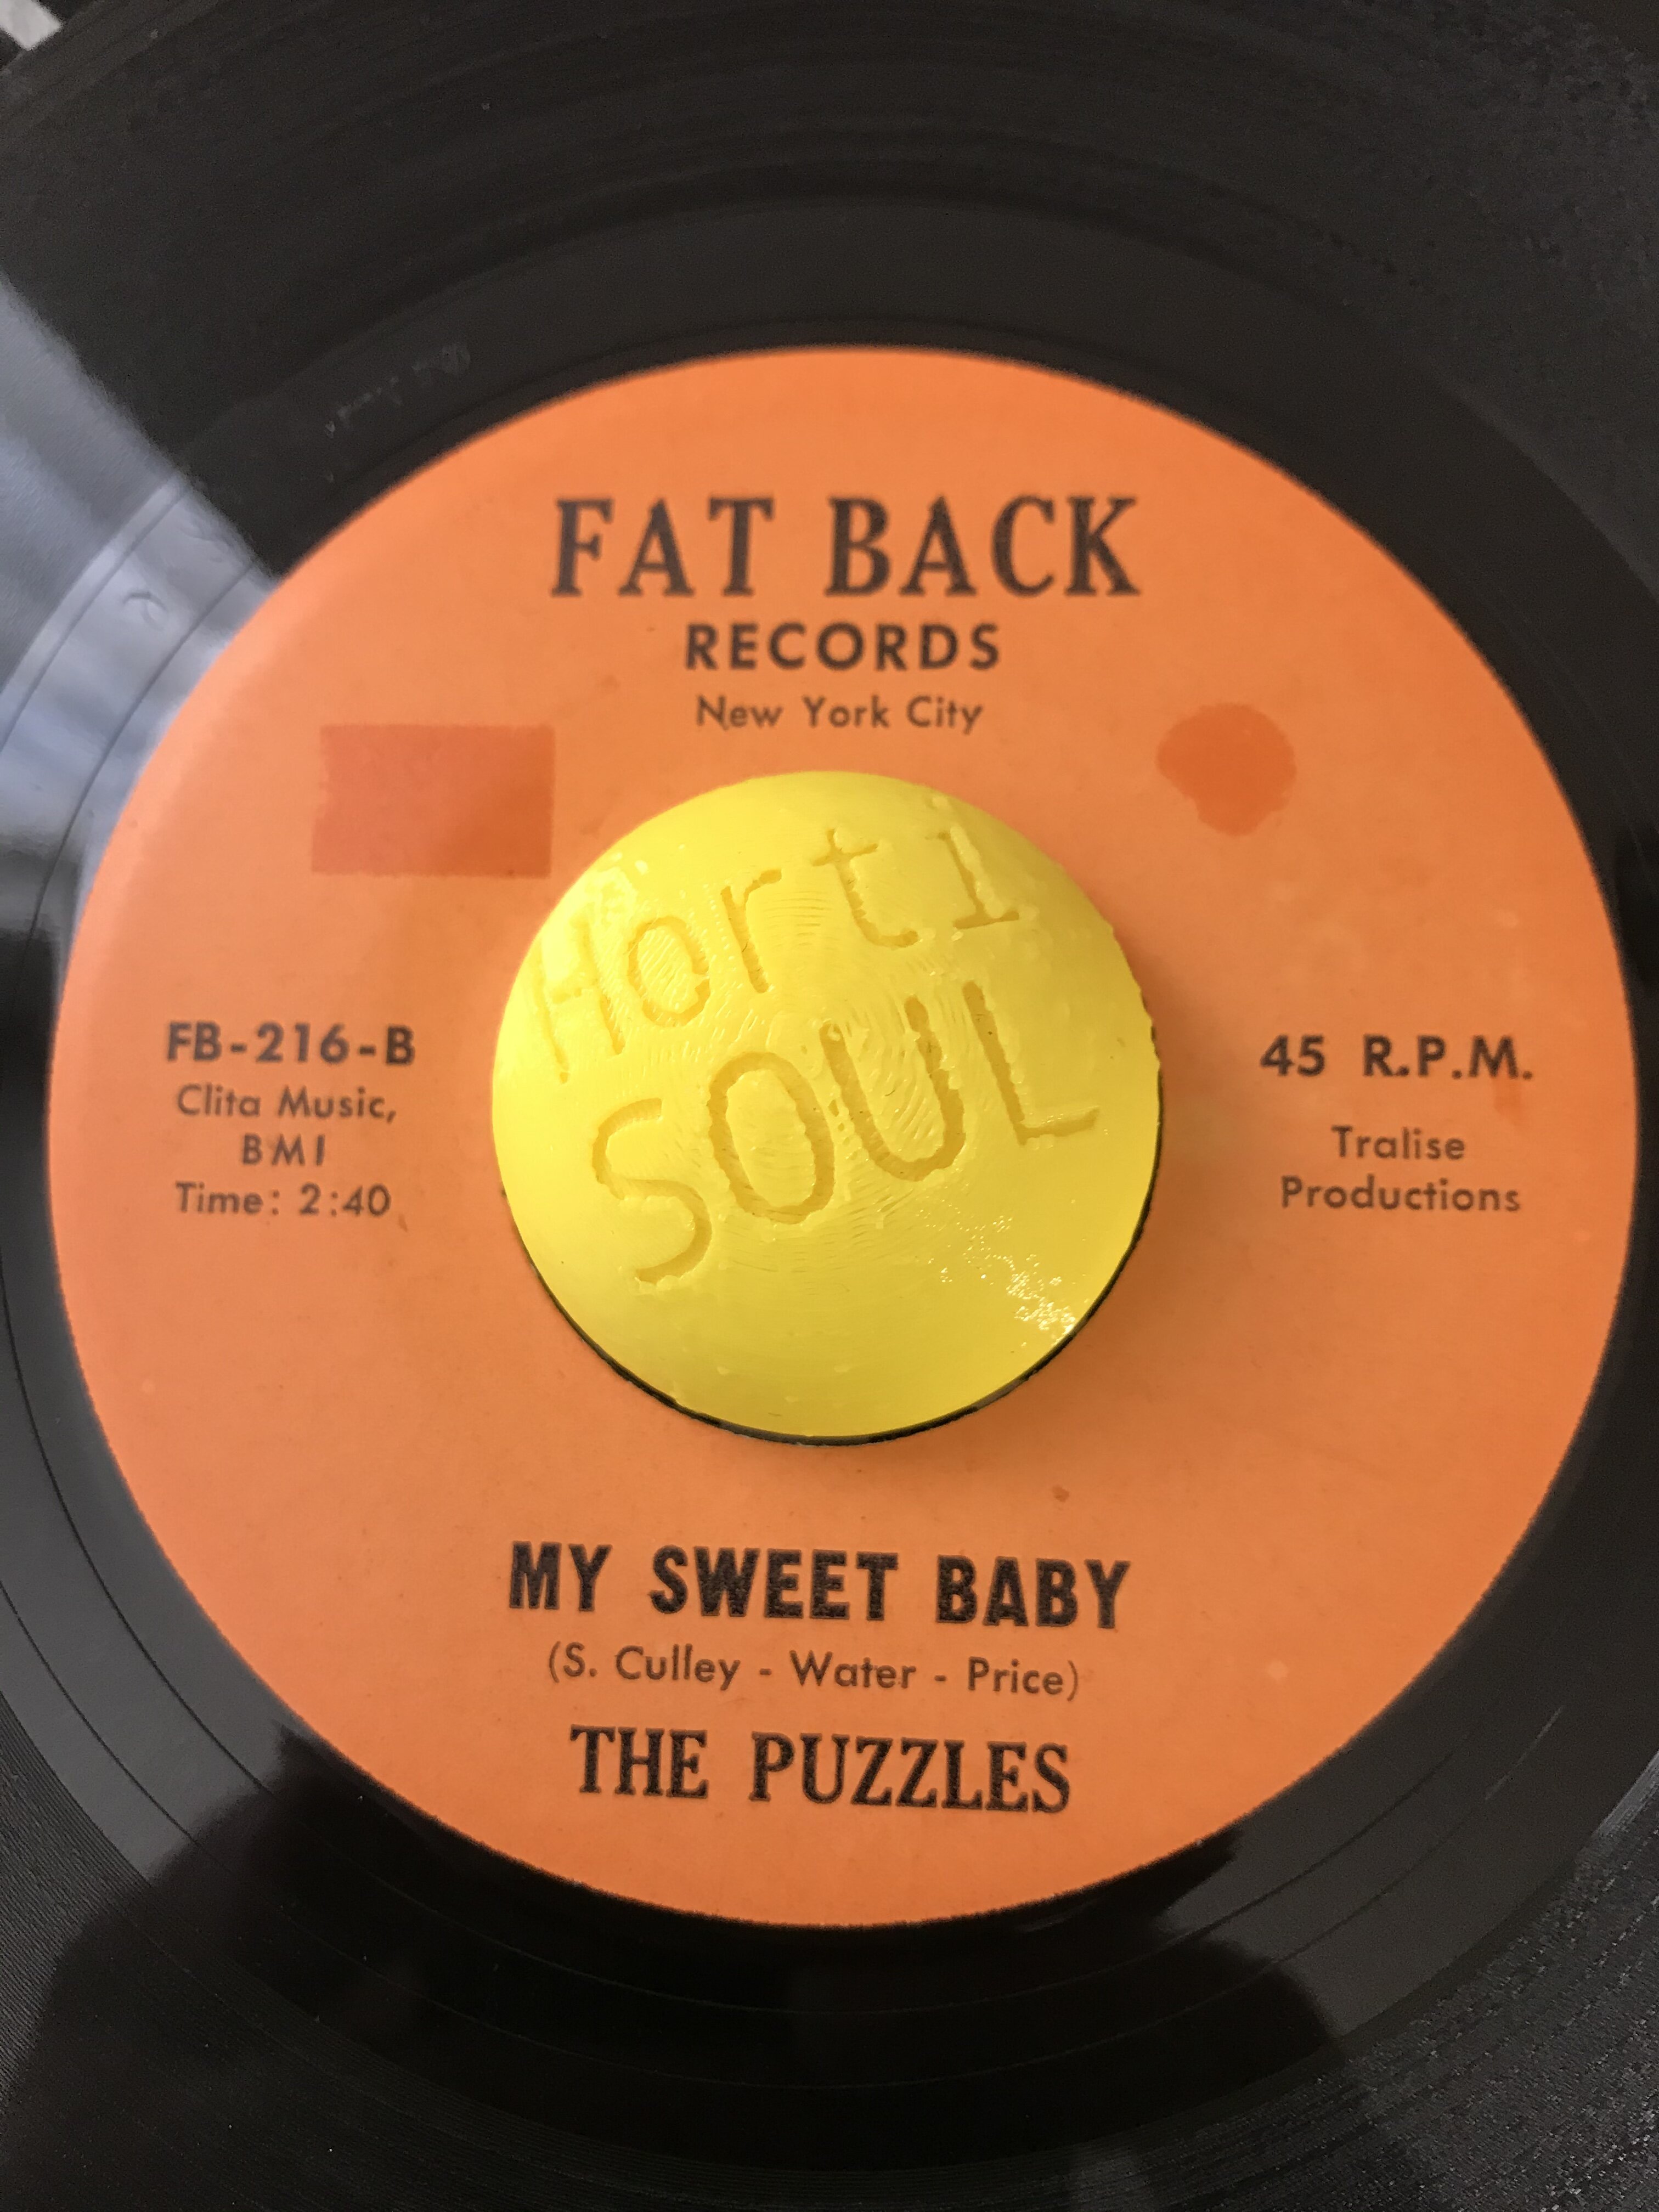 FAT BACK
RECORDS
New York City
Horti
SOUL
FB-216-B
Clita Music,
BMI
Time: 2:40
45 R.P.M.
Tralise
Productions
MY SWEET BABY
(S. Culley - Water - Price)
THE PUZZLES